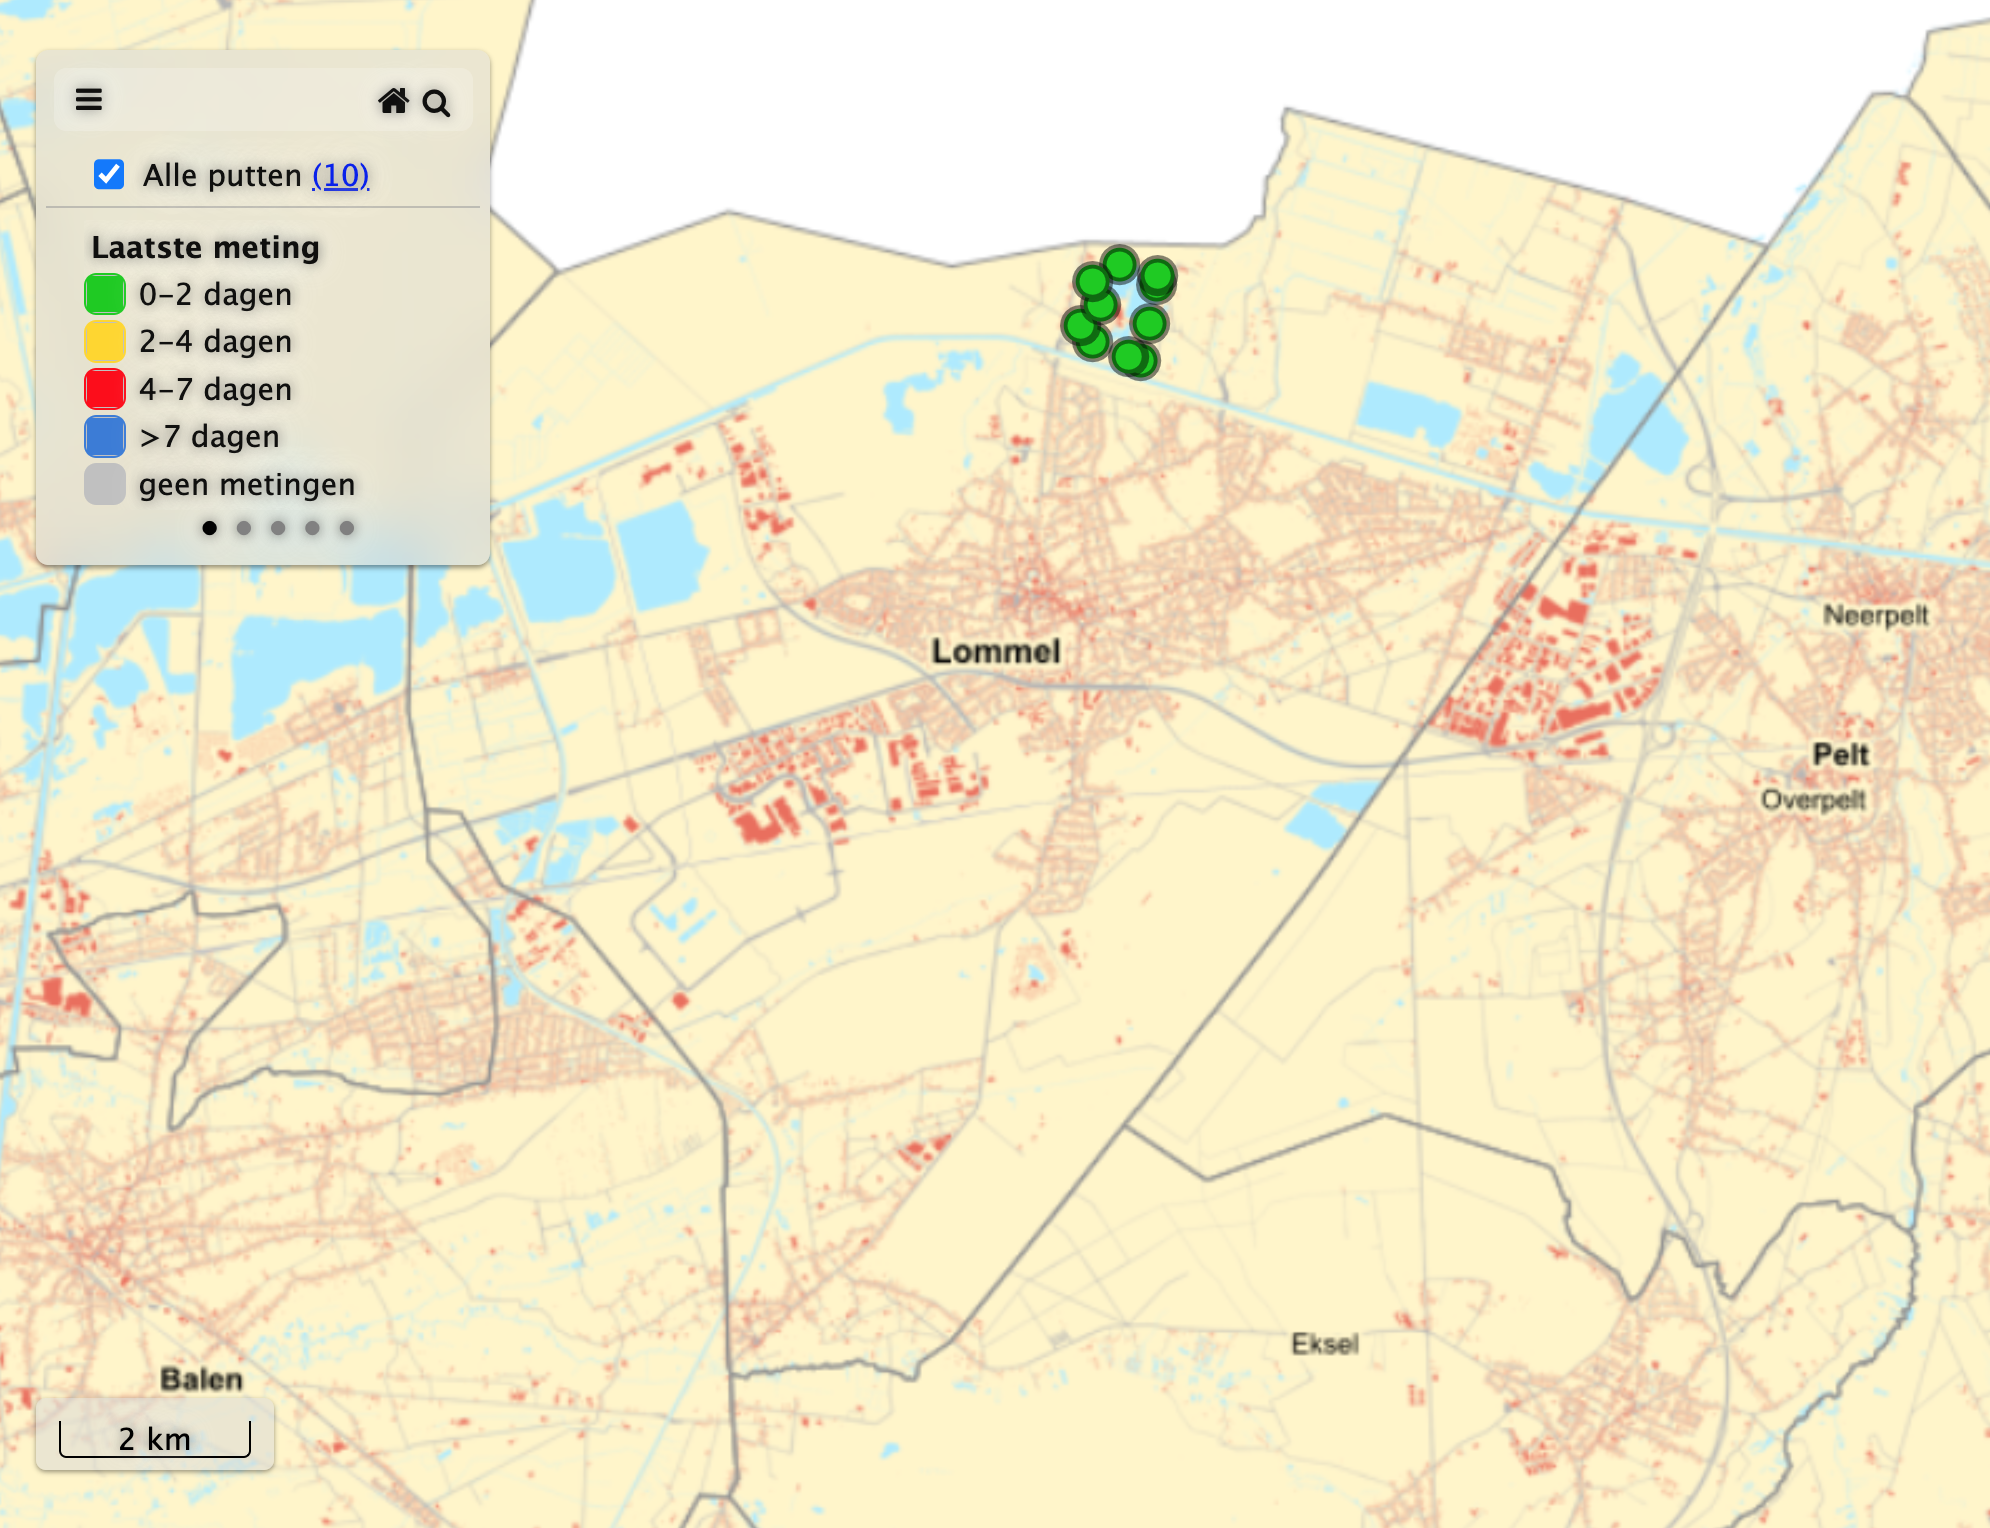 Alle putten (10)
Laatste meting
0-2 dagen
2-4 dagen
4-7 dagen
>7 dagen
geen metingen
Neerpelt
Lommel
Pelt
Overpelt
Eksel
Balen
2 km